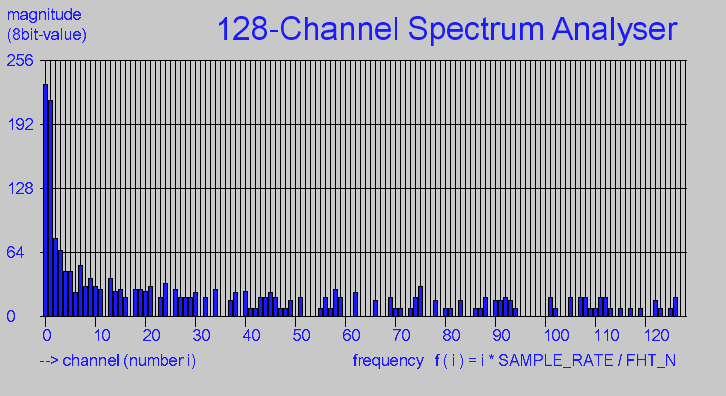 magnitude
(8bit-value)
128-Channel Spectrum Analyser
256
192
128
64
0
0 10 20 30 40 50 60 70 80 90 100 110 120
--> channel (number i) frequency f ( i ) = i * SAMPLE_RATE / FHT_N